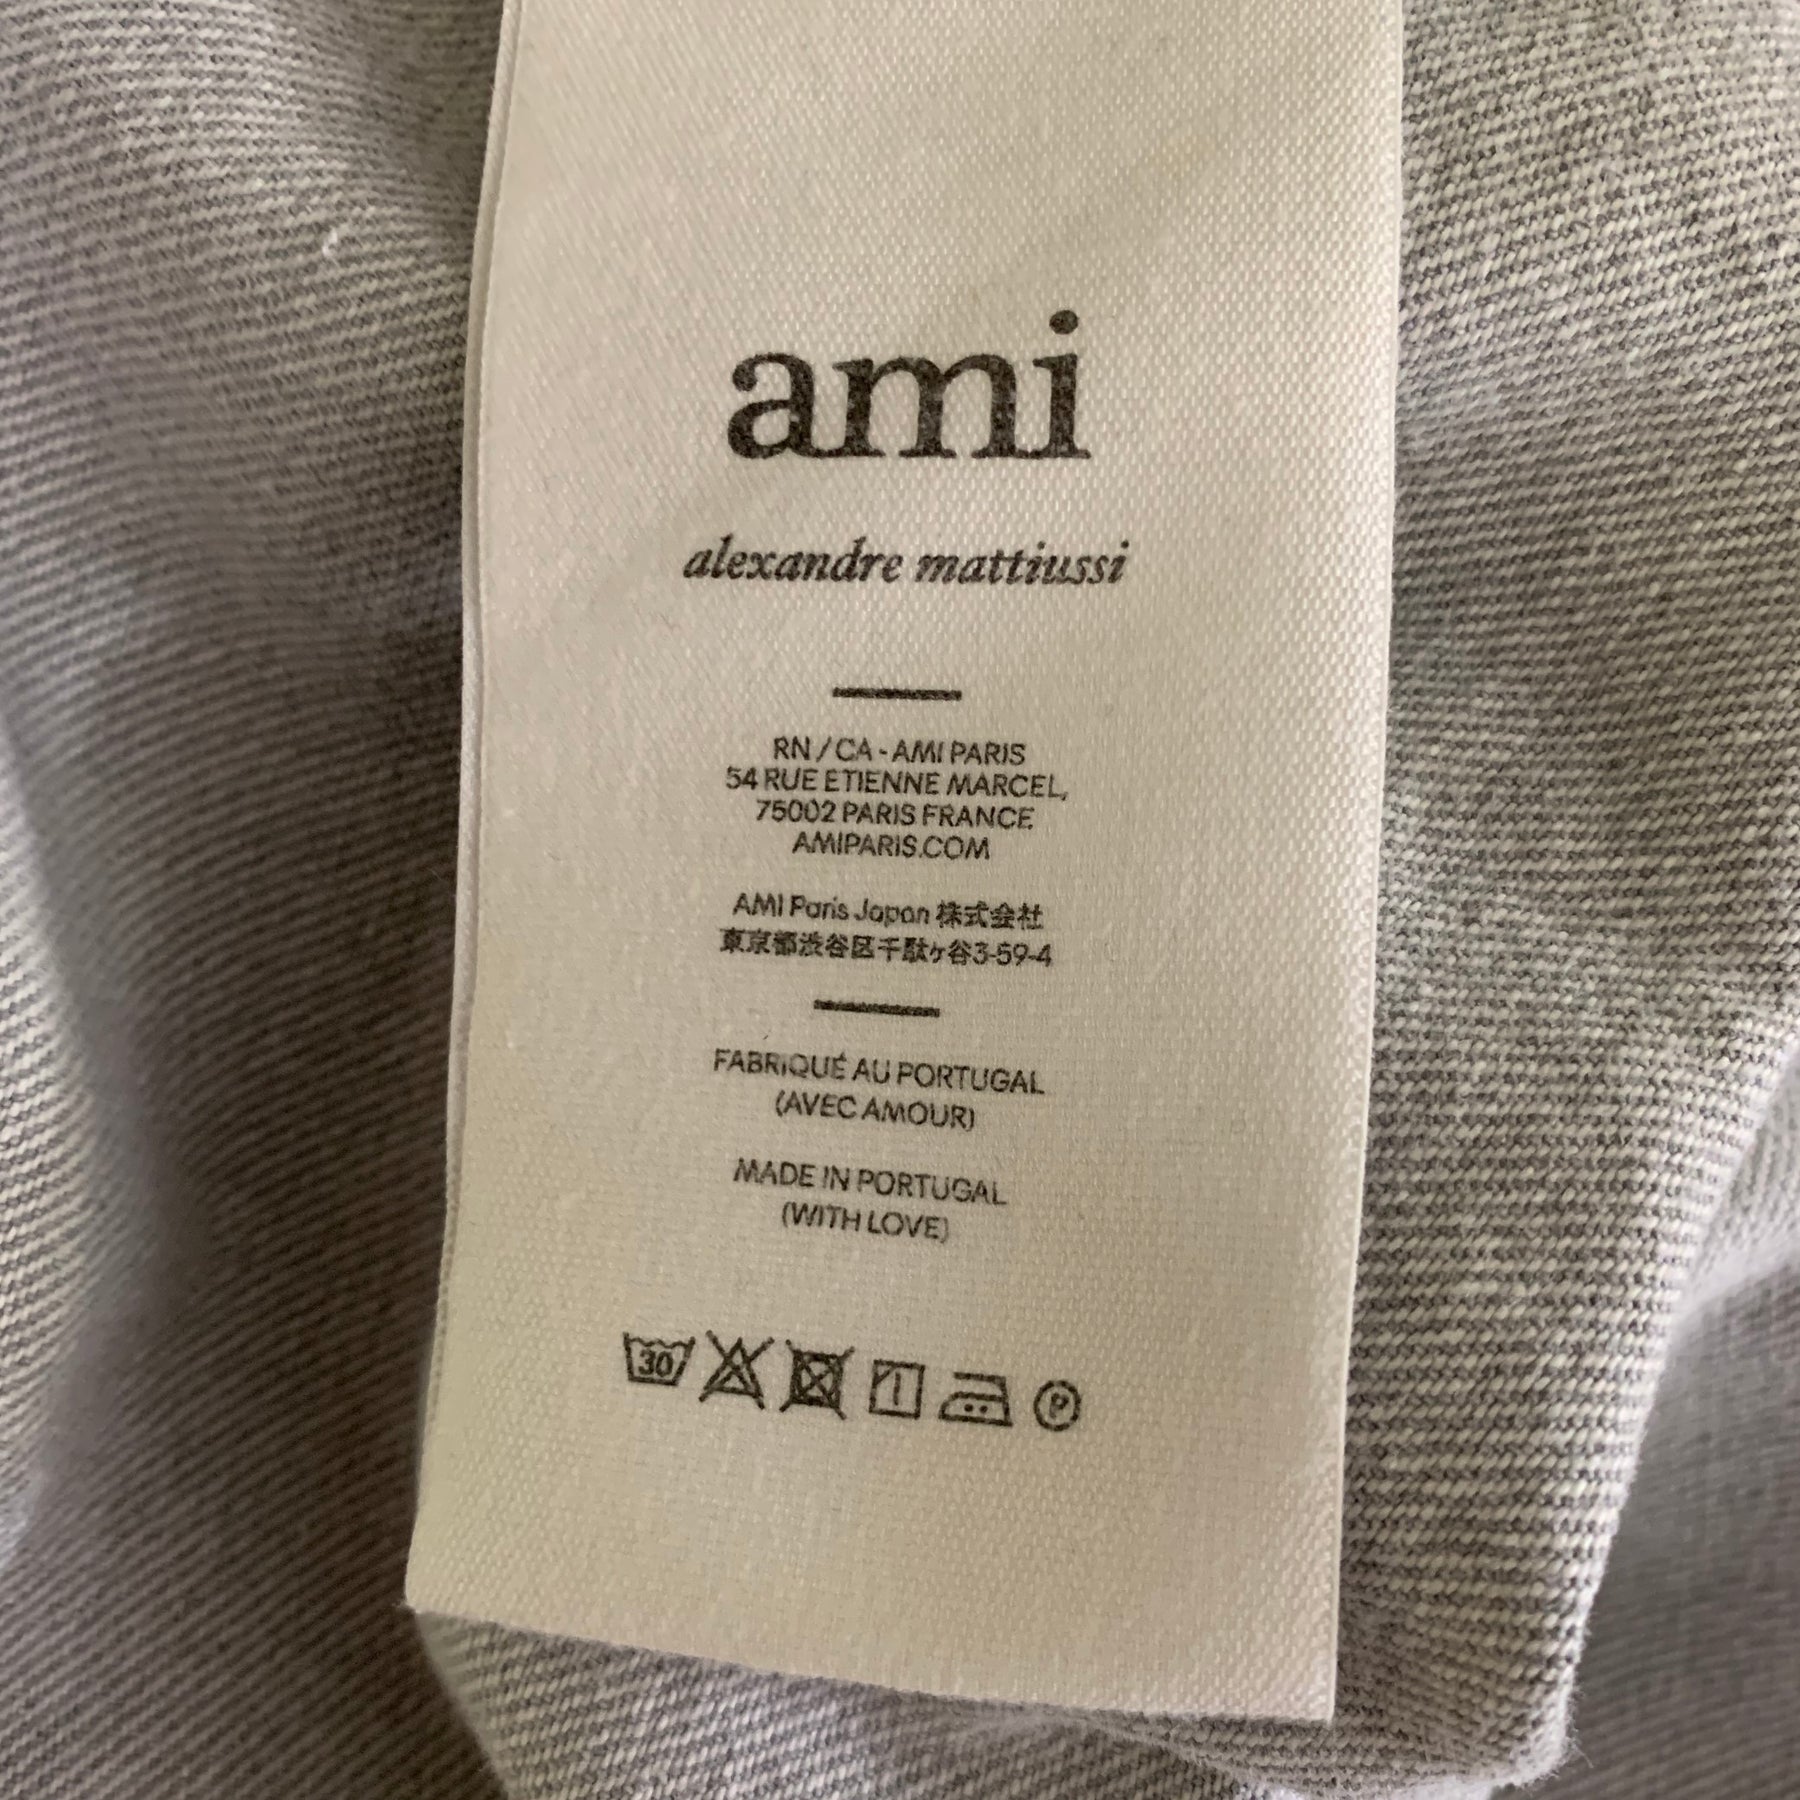 ami
alexandre mattiussi
RN / CA - AMI PARIS
54 RUE ETIENNE MARCEL,
75002 PARIS FRANCE
AMIPARIS.COM
AMI Paris Japan 株式会社
東京都渋谷区千駄ヶ谷3-59-4
FABRIQUÉ AU PORTUGAL
(AVEC AMOUR)
MADE IN PORTUGAL
(WITH LOVE)
30 P